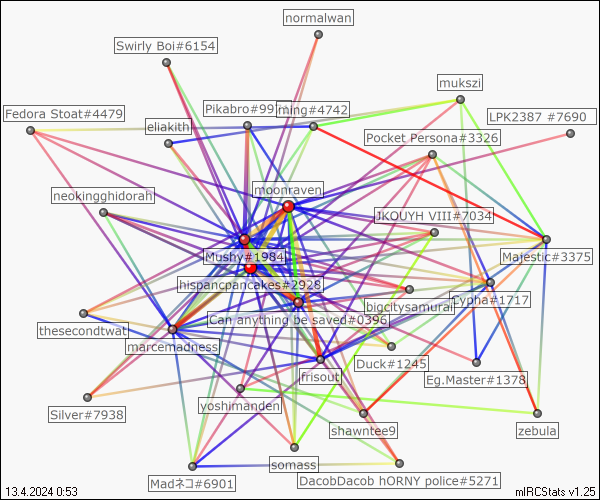 normalwan
Swirly Boi#6154
mukszi
Fedora Stoat#4479
Pikabro#99
ming#4742
LPK2387 #7690
eliakith
Pocket Persona#3326
neokingghidorah
moonraven
JKOUYH VIII#7034
Mushy#1984
Majestic#3375
hispancpancakes#2928
bigcitysamurai
Cypha#1717
Can anything be saved#0396
thesecondtwat
marcemadness
Duck#1245
frisout
Eg.Master#1378
Silver#7938
yoshimanden
shawntee9
zebula
somass
Madネコ#6901
DacobDacob hORNY police#5271
13.4.2024 0:53
mIRCStats v1.25